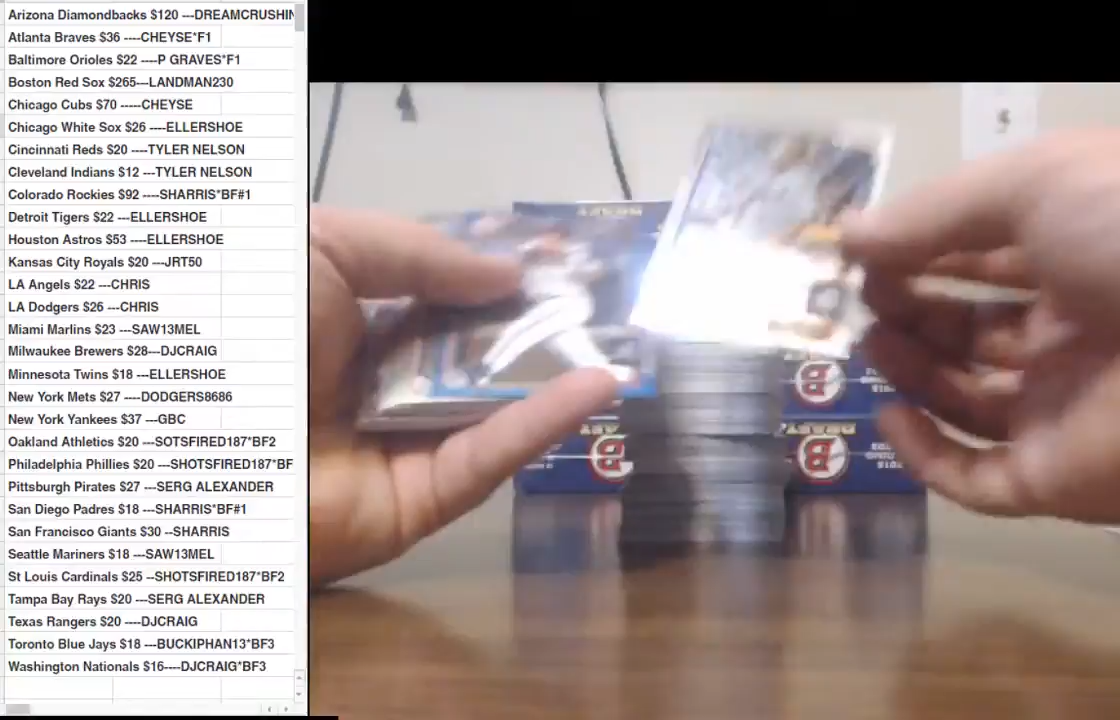 Arizona Diamondbacks $120 ---DREAMCRUSHIN
Atlanta Braves $36 ----CHEYSE*F1
Baltimore Orioles $22 ----P GRAVES*F1
Boston Red Sox $265---LANDMAN230
Chicago Cubs $70 -----CHEYSE
Chicago White Sox $26 ----ELLERSHOE
Cincinnati Reds $20 ----TYLER NELSON
Cleveland Indians $12 ---TYLER NELSON
Colorado Rockies $92 ----SHARRIS*BF#1
Detroit Tigers $22 ---ELLERSHOE
Houston Astros $53 ----ELLERSHOE
Kansas City Royals $20 ---JRT50
LA Angels $22 ---CHRIS
LA Dodgers $26 ---CHRIS
Miami Marlins $23 ---SAW13MEL
Milwaukee Brewers $28---DJCRAIG
Minnesota Twins $18 ---ELLERSHOE
New York Mets $27 ----DODGERS8686
New York Yankees $37 ---GBC
Oakland Athletics $20 ---SOTSFIRED187*BF2
Philadelphia Phillies $20 ---SHOTSFIRED187*BF
Pittsburgh Pirates $27 ---SERG ALEXANDER
San Diego Padres $18 ---SHARRIS*BF#1
San Francisco Giants $30 --SHARRIS
Seattle Mariners $18 ---SAW13MEL
St Louis Cardinals $25 --SHOTSFIRED187*BF2
Tampa Bay Rays $20 ---SERG ALEXANDER
Texas Rangers $20 ----DJCRAIG
Toronto Blue Jays $18 ---BUCKIPHAN13*BF3
Washington Nationals $16----DJCRAIG*BF3
B
B
B